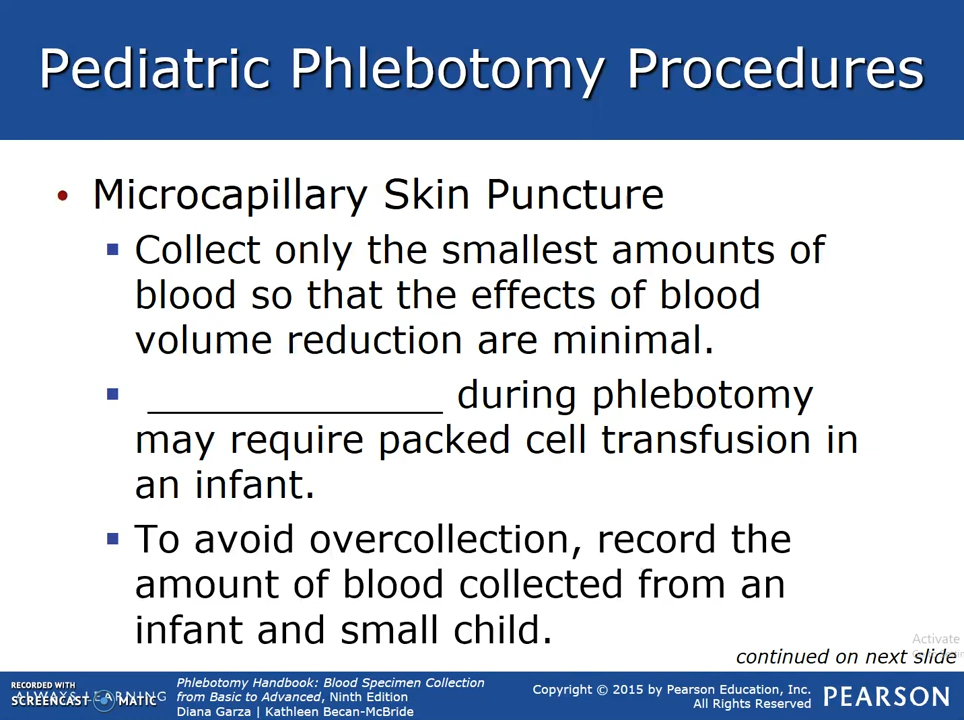 Pediatric Phlebotomy Procedures
• Microcapillary Skin Puncture
▪ Collect only the smallest amounts of
blood so that the effects of blood
volume reduction are minimal.
▪ ______________ during phlebotomy
may require packed cell transfusion in
an infant.
▪ To avoid overcollection, record the
amount of blood collected from an
infant and small child.
Activate
continued on next slide
RECORDED WITH
SCREENCAST MATIC
ALWAYS LEARNING
Phlebotomy Handbook: Blood Specimen Collection
from Basic to Advanced, Ninth Edition
Diana Garza | Kathleen Becan-McBride
Copyright © 2015 by Pearson Education, Inc.
All Rights Reserved
PEARSON